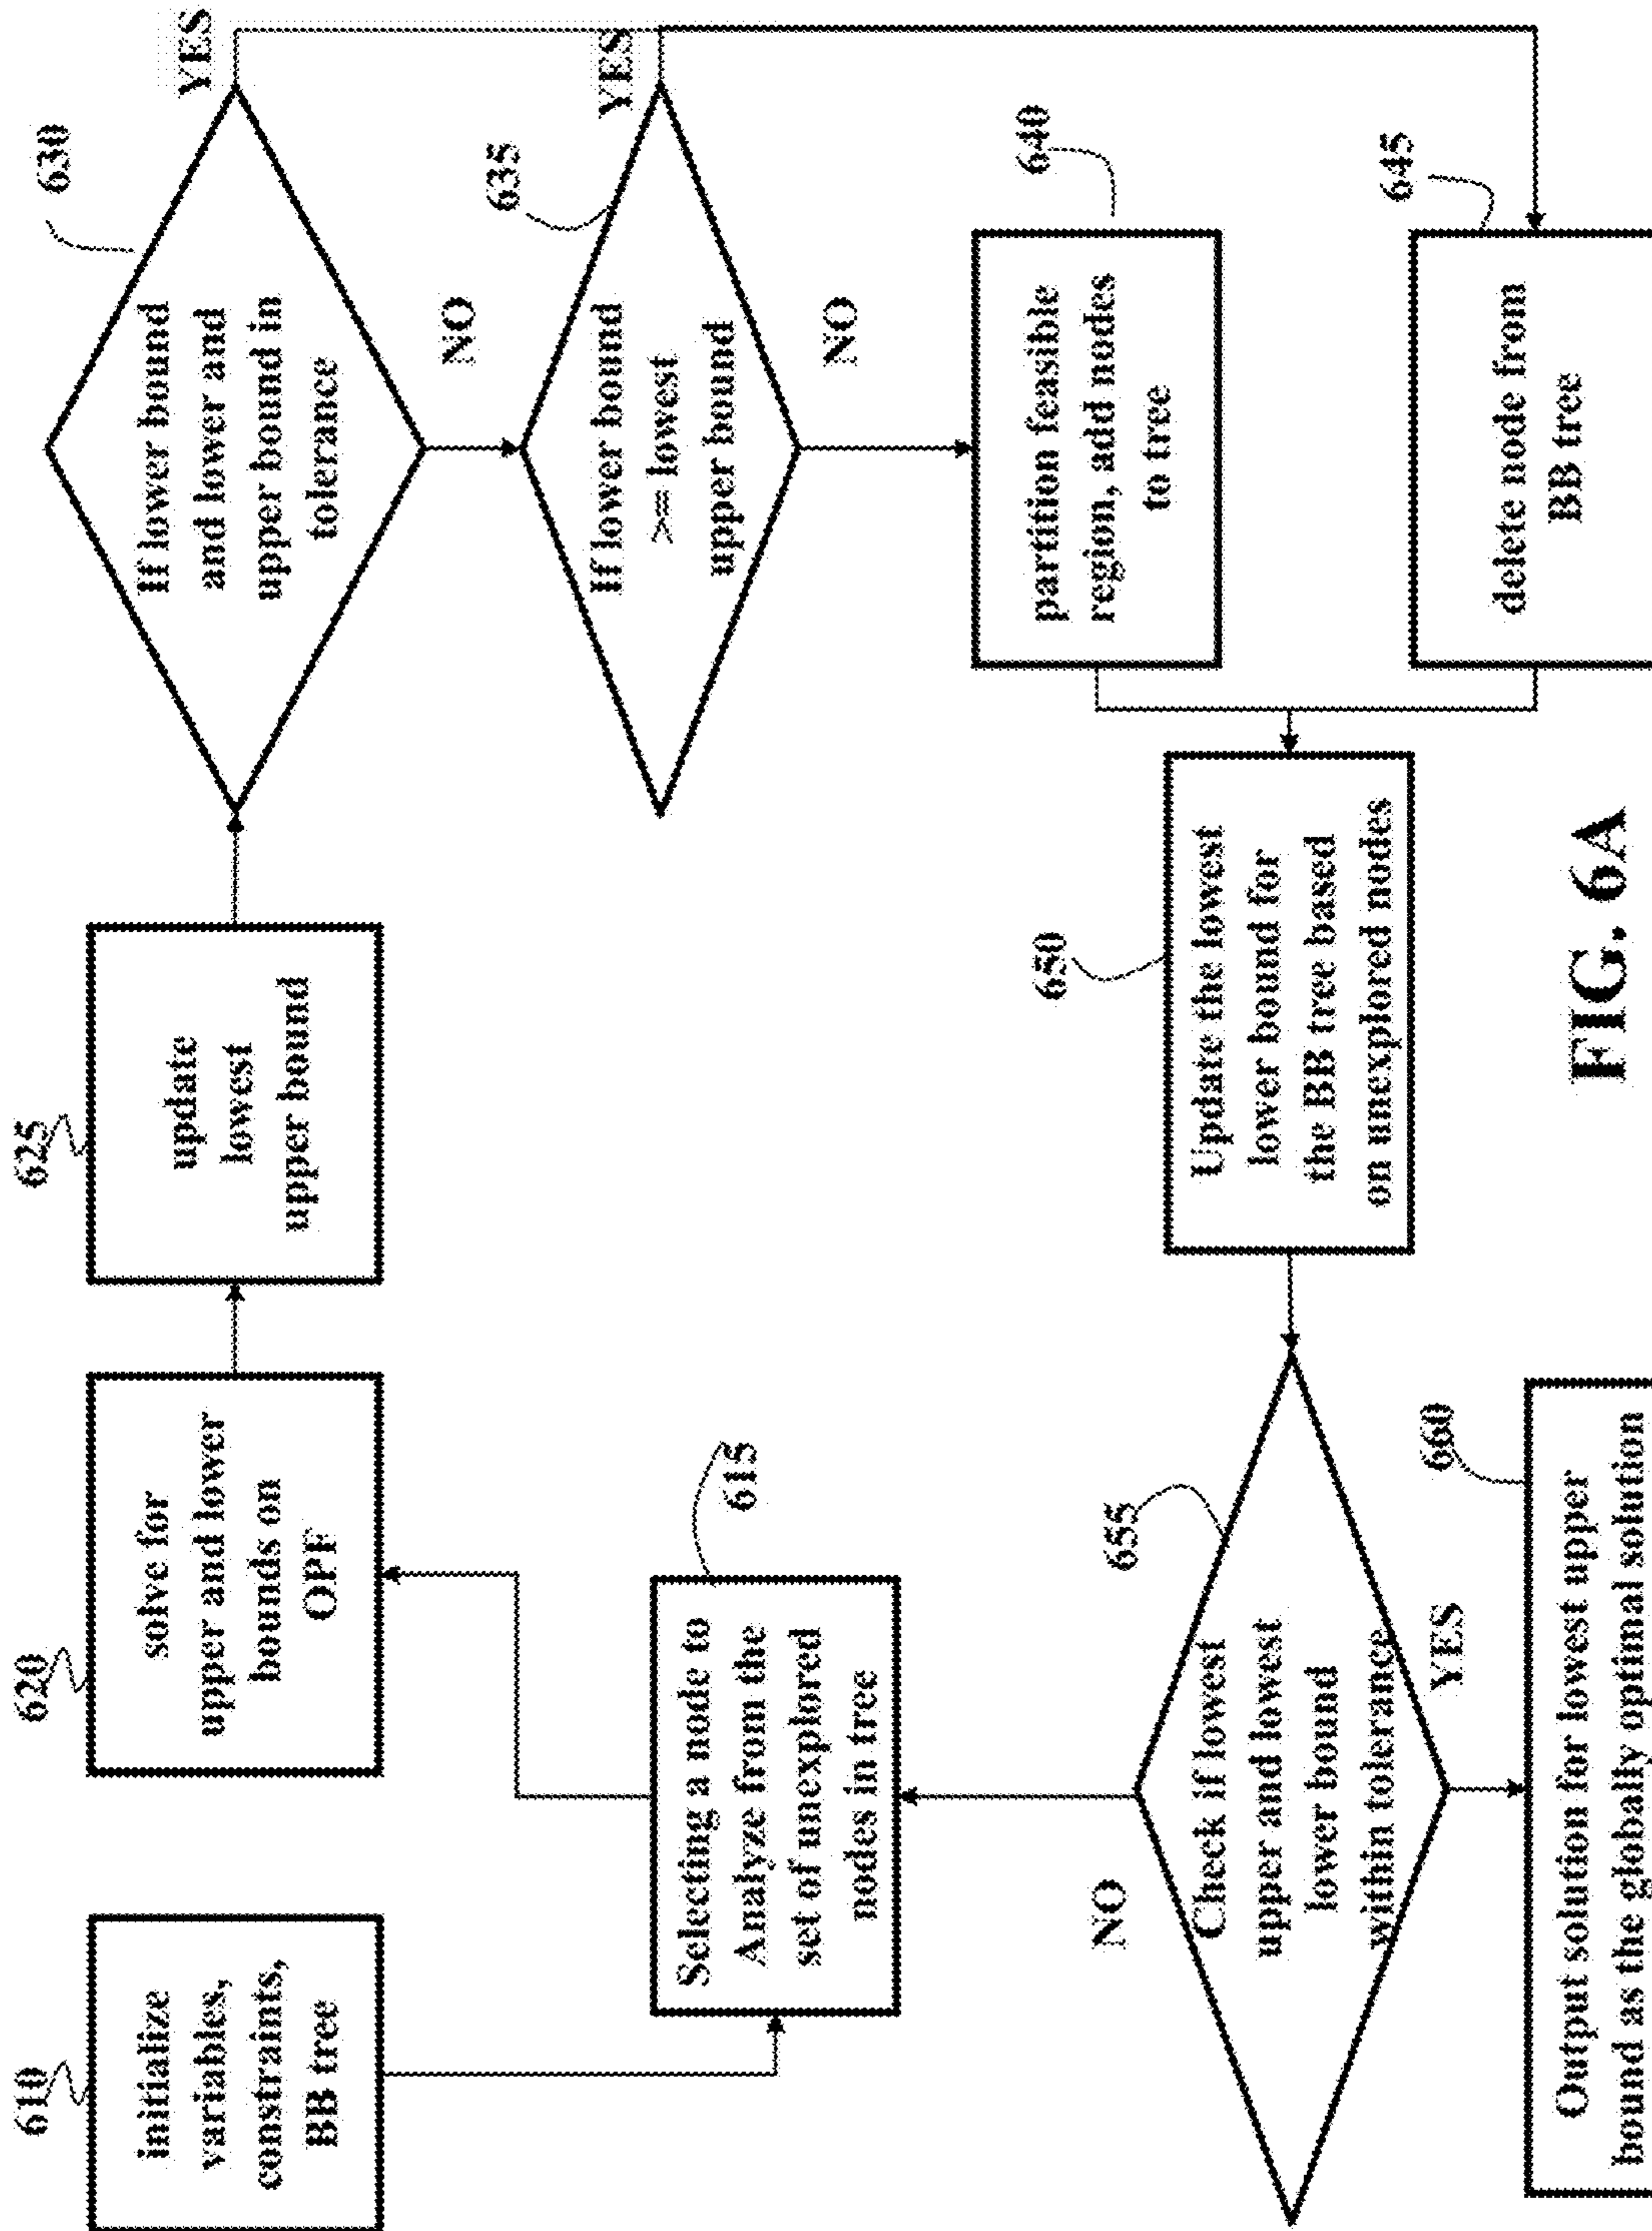 610
initialize
variables,
constraints,
BB tree
620
solve for
upper and lower
bounds on
OPF
625
update
lowest
upper bound
630
If lower bound
and lower and
upper bound in
tolerance
YES
NO
615
Selecting a node to
Analyze from the
set of unexplored
nodes in tree
635
If lower bound
>= lowest
upper bound
YES
NO
640
partition feasible
region, add nodes
to tree
645
delete node from
BB tree
650
Update the lowest
lower bound for
the BB tree based
on unexplored nodes
655
Check if lowest
upper and lowest
lower bound
within tolerance
NO
YES
660
Output solution for lowest upper
bound as the globally optimal solution
FIG. 6A